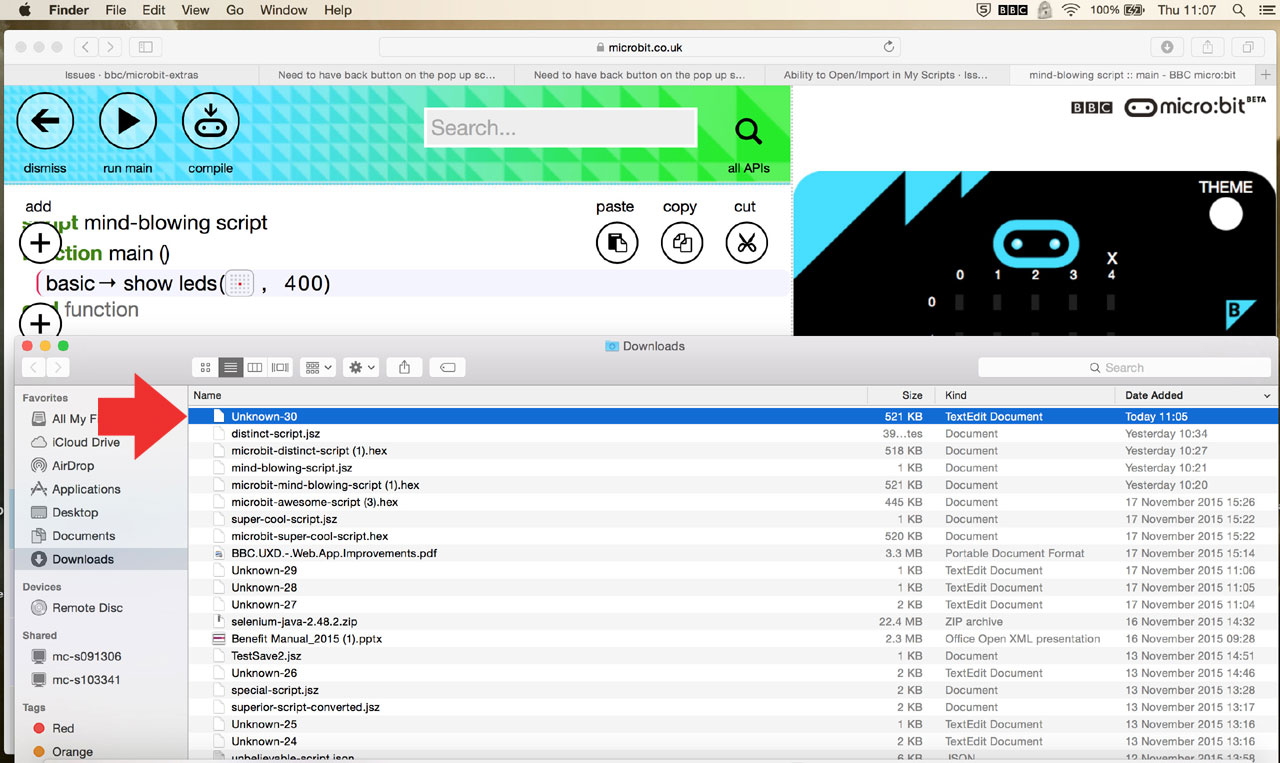 Finder File Edit View Go Window Help BBC 100% Thu 11:07
microbit.co.uk
Issues · bbc/microbit-extras Need to have back button on the pop up sc... Need to have back button on the pop up s... Ability to Open/Import in My Scripts · Iss... mind-blowing script :: main - BBC micro:bit
Search...
BBC micro:bit BETA
dismiss run main compile all APIs
THEME
add paste copy cut
script mind-blowing script
function main ()
basic→ show leds( , 400)
end function
X
0 1 2 3 4
0
B
Downloads
Search
Favorites
All My F
iCloud Drive
AirDrop
Applications
Desktop
Documents
Downloads
Devices
Remote Disc
Shared
mc-s091306
mc-s103341
Tags
Red
Orange
Name Size Kind Date Added
Unknown-30 521 KB TextEdit Document Today 11:05
distinct-script.jsz 39...tes Document Yesterday 10:34
microbit-distinct-script (1).hex 518 KB Document Yesterday 10:27
mind-blowing-script.jsz 1 KB Document Yesterday 10:21
microbit-mind-blowing-script (1).hex 521 KB Document Yesterday 10:20
microbit-awesome-script (3).hex 445 KB Document 17 November 2015 15:26
super-cool-script.jsz 1 KB Document 17 November 2015 15:22
microbit-super-cool-script.hex 520 KB Document 17 November 2015 15:22
BBC.UXD.-.Web.App.Improvements.pdf 3.3 MB Portable Document Format 17 November 2015 15:14
Unknown-29 1 KB TextEdit Document 17 November 2015 11:06
Unknown-28 1 KB TextEdit Document 17 November 2015 11:05
Unknown-27 2 KB TextEdit Document 17 November 2015 11:04
selenium-java-2.48.2.zip 22.4 MB ZIP archive 16 November 2015 14:32
Benefit Manual_2015 (1).pptx 2.3 MB Office Open XML presentation 16 November 2015 09:28
TestSave2.jsz 1 KB Document 13 November 2015 14:51
Unknown-26 2 KB TextEdit Document 13 November 2015 14:46
special-script.jsz 2 KB Document 13 November 2015 13:28
superior-script-converted.jsz 2 KB Document 13 November 2015 13:17
Unknown-25 1 KB TextEdit Document 13 November 2015 13:16
Unknown-24 2 KB TextEdit Document 13 November 2015 13:16
unbelievable-script.json 6 KB JSON 12 November 2015 13:58